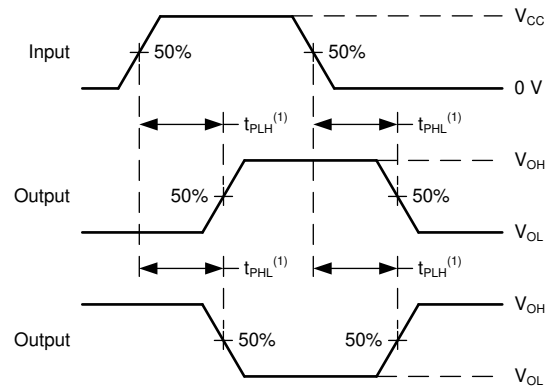 V_CC
Input 50% 50%
0 V
t_PLH^(1) t_PHL^(1)
V_OH
Output 50% 50%
V_OL
t_PHL^(1) t_PLH^(1)
V_OH
Output 50% 50%
V_OL